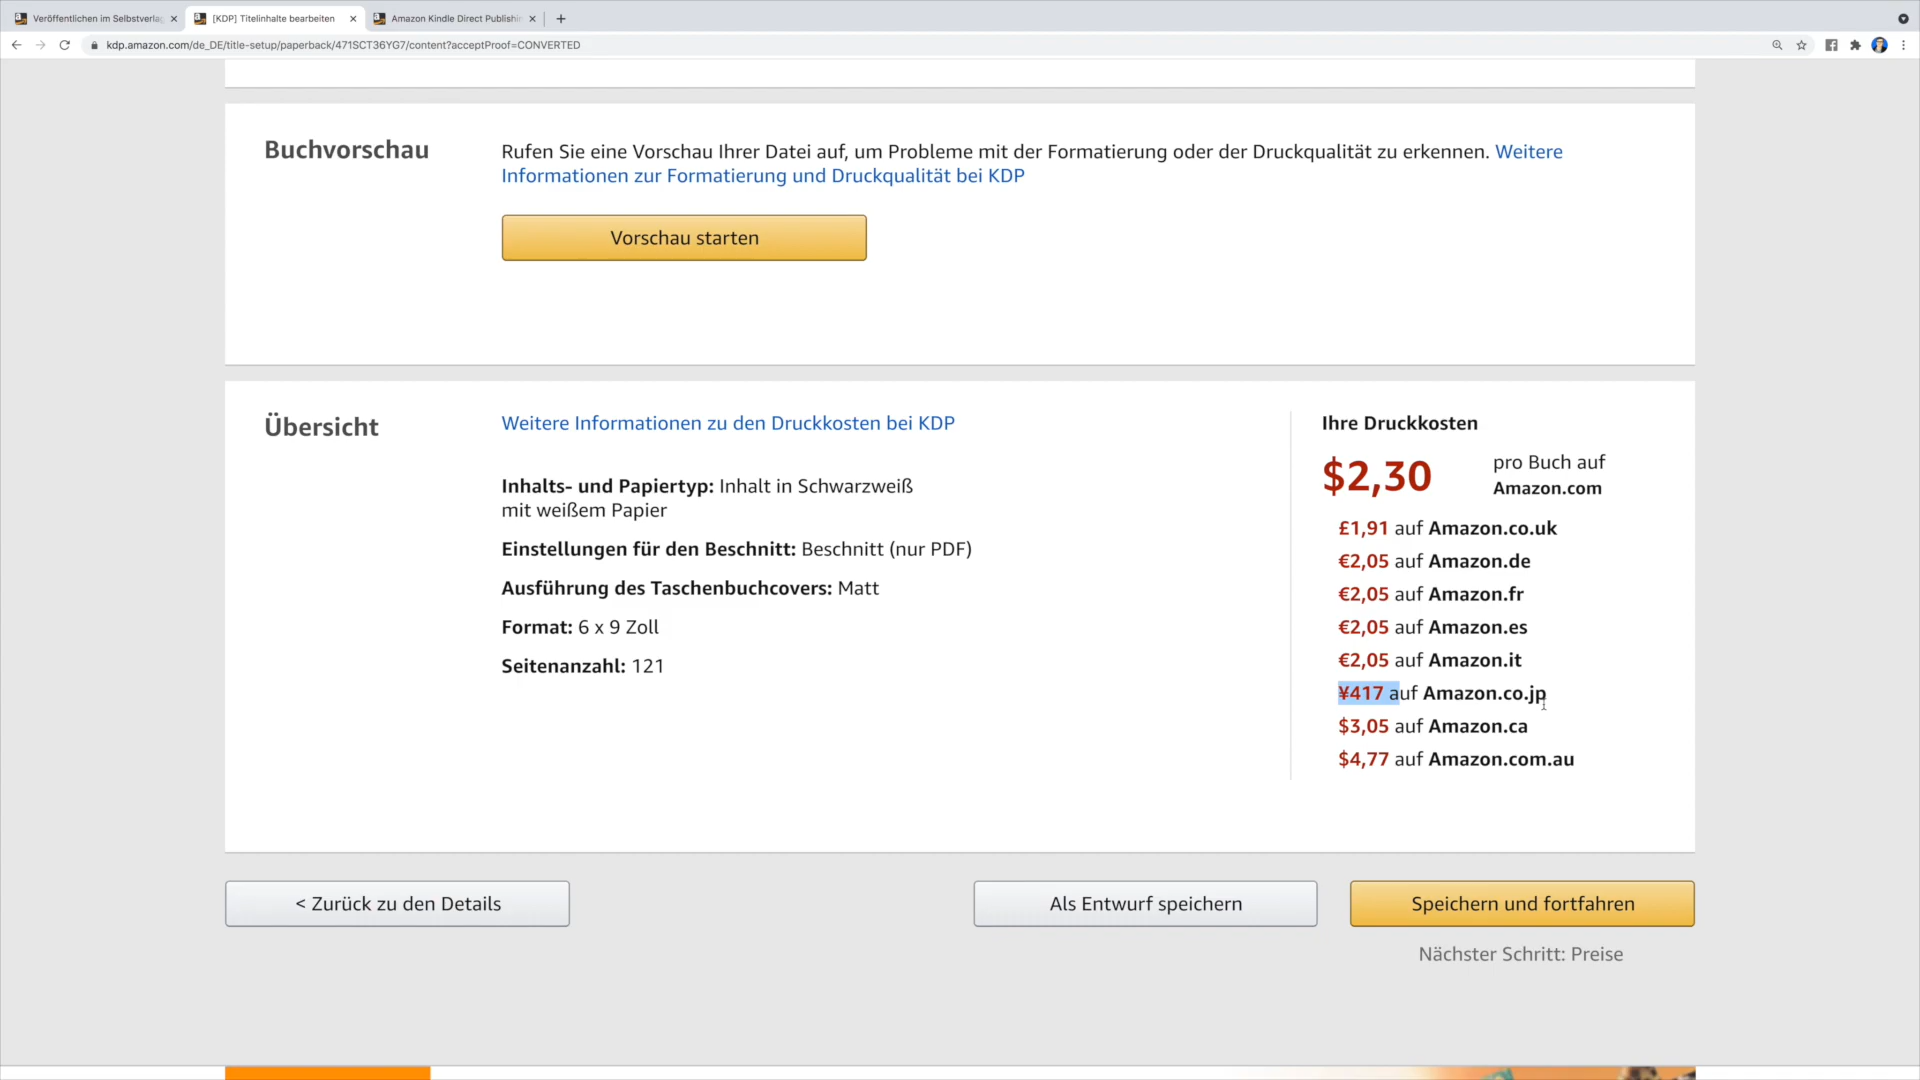 Veröffentlichen im Selbstverla
[KDP] Titelinhalte bearbeiten
Amazon Kindle Direct Publishin
kdp.amazon.com/de_DE/title-setup/paperback/471SCT36YG7/content?acceptProof=CONVERTED
Buchvorschau
Rufen Sie eine Vorschau Ihrer Datei auf, um Probleme mit der Formatierung oder der Druckqualität zu erkennen. Weitere
Informationen zur Formatierung und Druckqualität bei KDP
Vorschau starten
Übersicht
Weitere Informationen zu den Druckkosten bei KDP
Inhalts- und Papiertyp: Inhalt in Schwarzweiß
mit weißem Papier
Einstellungen für den Beschnitt: Beschnitt (nur PDF)
Ausführung des Taschenbuchcovers: Matt
Format: 6 x 9 Zoll
Seitenanzahl: 121
Ihre Druckkosten
$2,30 pro Buch auf
Amazon.com
£1,91 auf Amazon.co.uk
€2,05 auf Amazon.de
€2,05 auf Amazon.fr
€2,05 auf Amazon.es
€2,05 auf Amazon.it
¥417 auf Amazon.co.jp
$3,05 auf Amazon.ca
$4,77 auf Amazon.com.au
< Zurück zu den Details
Als Entwurf speichern
Speichern und fortfahren
Nächster Schritt: Preise